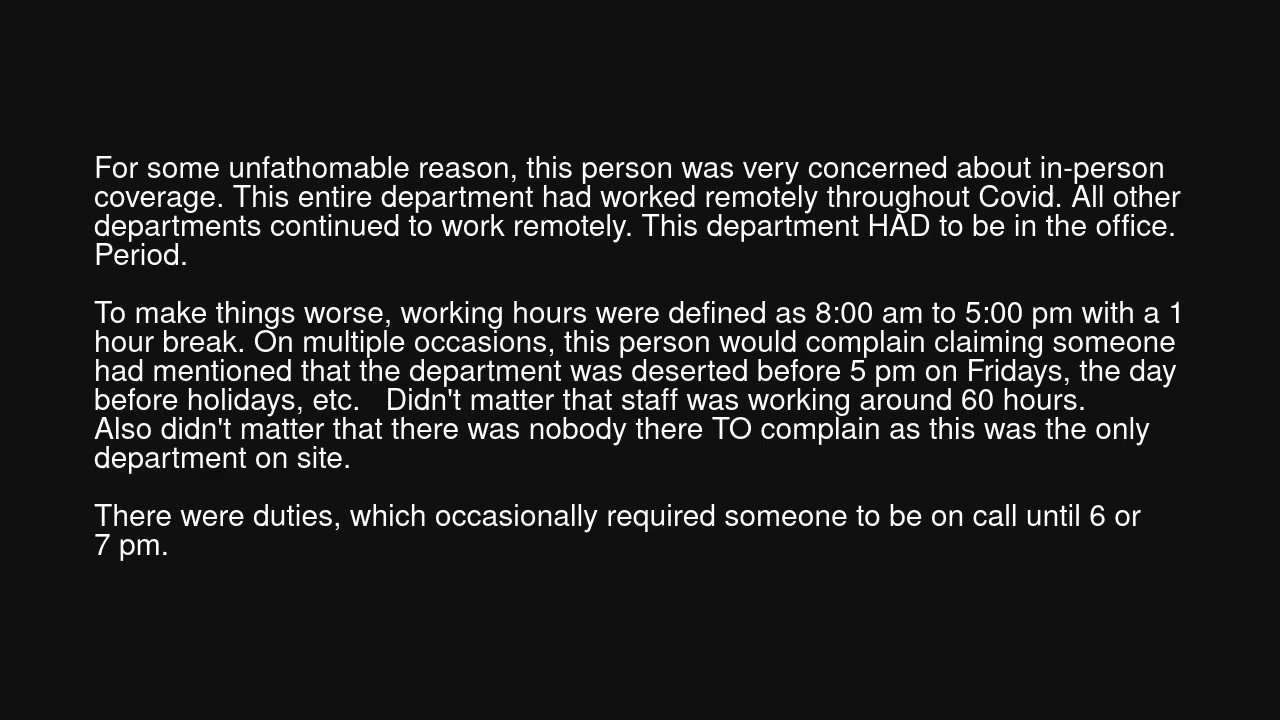 For some unfathomable reason, this person was very concerned about in-person
coverage. This entire department had worked remotely throughout Covid. All other
departments continued to work remotely. This department HAD to be in the office.
Period.

To make things worse, working hours were defined as 8:00 am to 5:00 pm with a 1
hour break. On multiple occasions, this person would complain claiming someone
had mentioned that the department was deserted before 5 pm on Fridays, the day
before holidays, etc.   Didn't matter that staff was working around 60 hours.
Also didn't matter that there was nobody there TO complain as this was the only
department on site.

There were duties, which occasionally required someone to be on call until 6 or
7 pm.